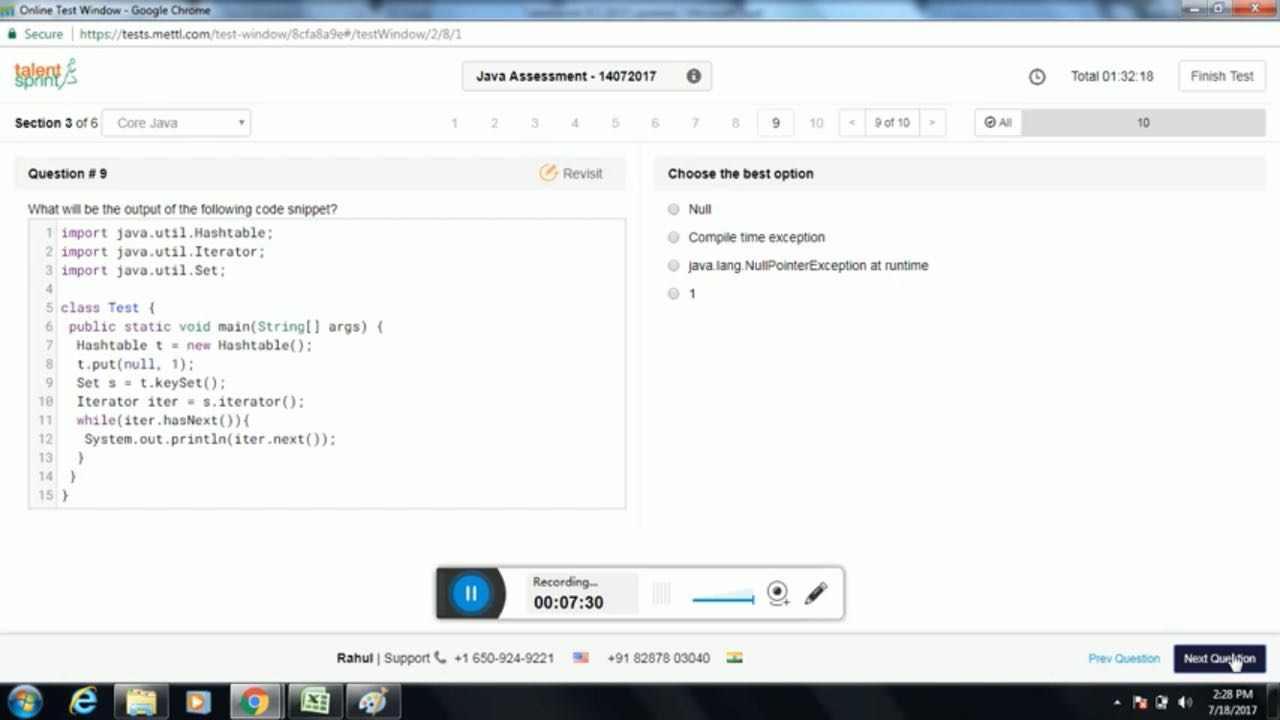 Online Test Window - Google Chrome
Secure | https://tests.mettl.com/test-window/8cfa8a9e#/testWindow/2/8/1
talent sprint
Java Assessment - 14072017
Total 01:32:18
Finish Test
Section 3 of 6
Core Java
1 2 3 4 5 6 7 8 9 10 < 9 of 10 >
All
10
Question # 9
Revisit
Choose the best option
What will be the output of the following code snippet?
1 import java.util.Hashtable;
2 import java.util.Iterator;
3 import java.util.Set;
4
5 class Test {
6 public static void main(String[] args) {
7 Hashtable t = new Hashtable();
8 t.put(null, 1);
9 Set s = t.keySet();
10 Iterator iter = s.iterator();
11 while(iter.hasNext()){
12 System.out.println(iter.next());
13 }
14 }
15 }
Null
Compile time exception
java.lang.NullPointerException at runtime
1
Recording...
00:07:30
Rahul | Support +1 650-924-9221 +91 82878 03040
Prev Question
Next Question
2:28 PM
7/18/2017